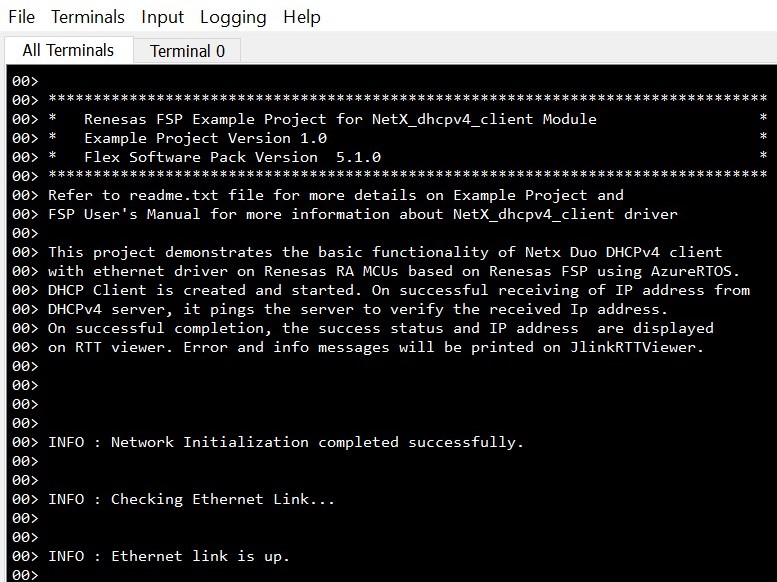 File Terminals Input Logging Help
All Terminals Terminal 0
00>
00> ********************************************************************************
00> *   Renesas FSP Example Project for NetX_dhcpv4_client Module                  *
00> *   Example Project Version 1.0                                                *
00> *   Flex Software Pack Version  5.1.0                                          *
00> ********************************************************************************
00> Refer to readme.txt file for more details on Example Project and
00> FSP User's Manual for more information about NetX_dhcpv4_client driver
00>
00> This project demonstrates the basic functionality of Netx Duo DHCPv4 client
00> with ethernet driver on Renesas RA MCUs based on Renesas FSP using AzureRTOS.
00> DHCP Client is created and started. On successful receiving of IP address from
00> DHCPv4 server, it pings the server to verify the received Ip address.
00> On successful completion, the success status and IP address  are displayed
00> on RTT viewer. Error and info messages will be printed on JlinkRTTViewer.
00>
00>
00>
00>
00> INFO : Network Initialization completed successfully.
00>
00>
00> INFO : Checking Ethernet Link...
00>
00>
00> INFO : Ethernet link is up.
00>